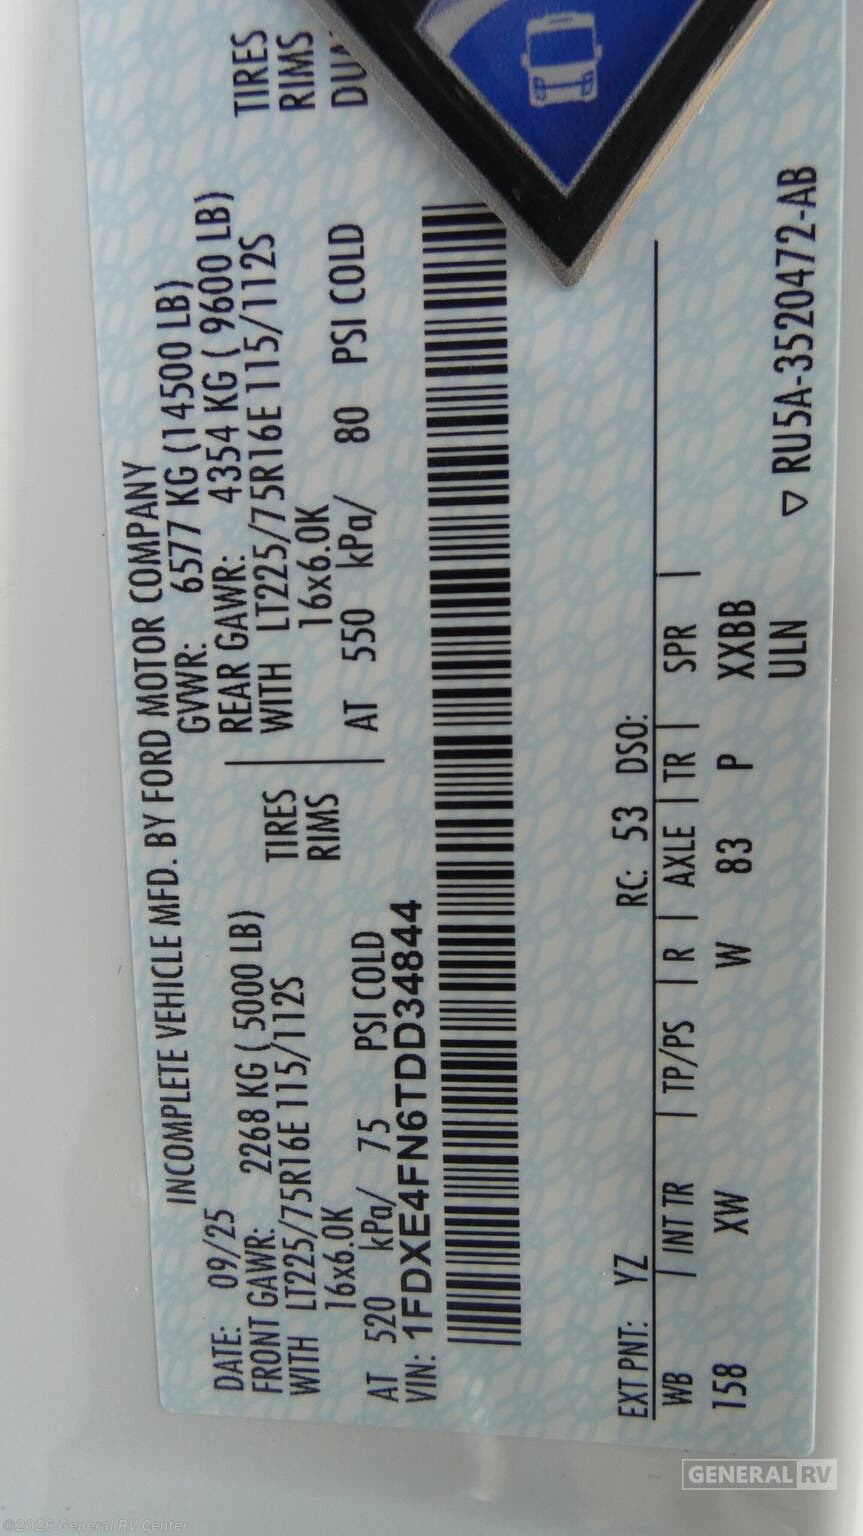 INCOMPLETE VEHICLE MFD. BY FORD MOTOR COMPANY
DATE: 09/25 GVWR: 6577 KG (14500 LB)
FRONT GAWR: 2268 KG ( 5000 LB) REAR GAWR: 4354 KG ( 9600 LB)
WITH LT225/75R16E 115/112S TIRES WITH LT225/75R16E 115/112S TIRES
16x6.0K RIMS 16x6.0K RIMS
AT 520 kPa/ 75 PSI COLD AT 550 kPa/ 80 PSI COLD
VIN: 1FDXE4FN6TDD34844
EXT PNT: YZ RC: 53 DSO:
WB | INT TR | TP/PS | R | AXLE | TR | SPR |
158 XW W 83 P XXBB
ULN ▽ RU5A-3520472-AB
GENERAL RV
©2026 General RV Center